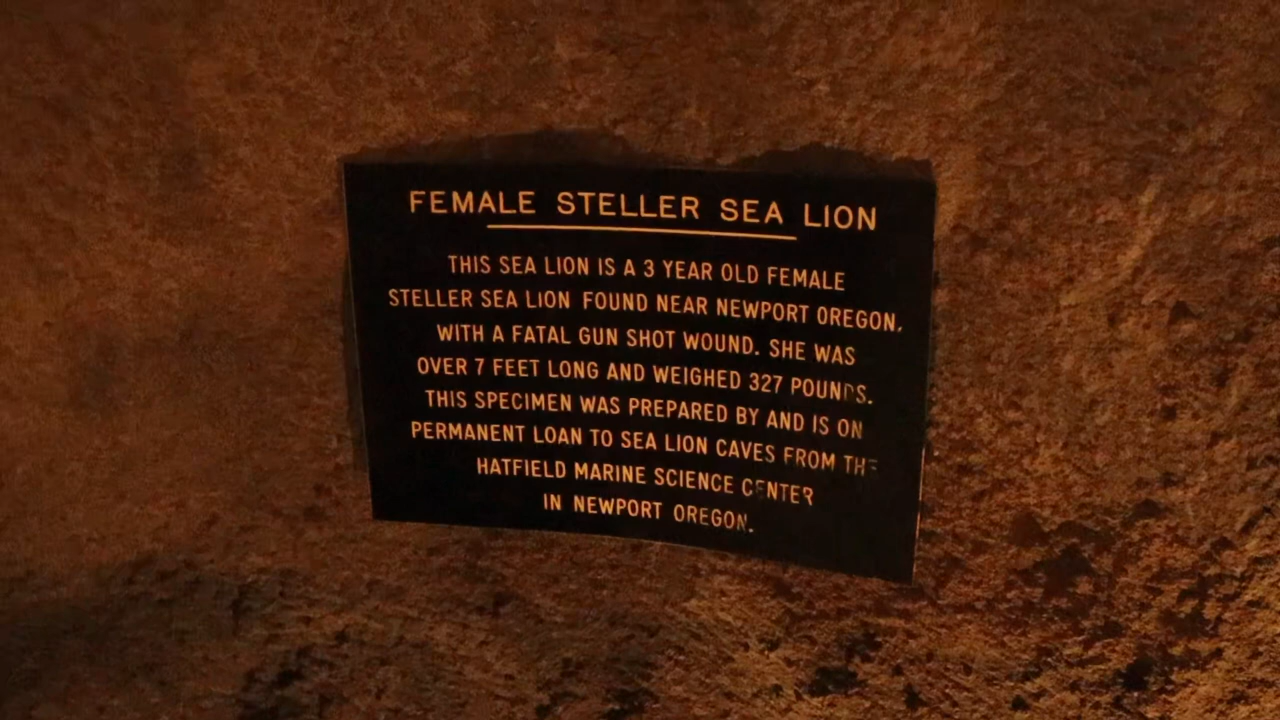 FEMALE STELLER SEA LION
THIS SEA LION IS A 3 YEAR OLD FEMALE
STELLER SEA LION FOUND NEAR NEWPORT OREGON,
WITH A FATAL GUN SHOT WOUND. SHE WAS
OVER 7 FEET LONG AND WEIGHED 327 POUNDS.
THIS SPECIMEN WAS PREPARED BY AND IS ON
PERMANENT LOAN TO SEA LION CAVES FROM THE
HATFIELD MARINE SCIENCE CENTER
IN NEWPORT OREGON.